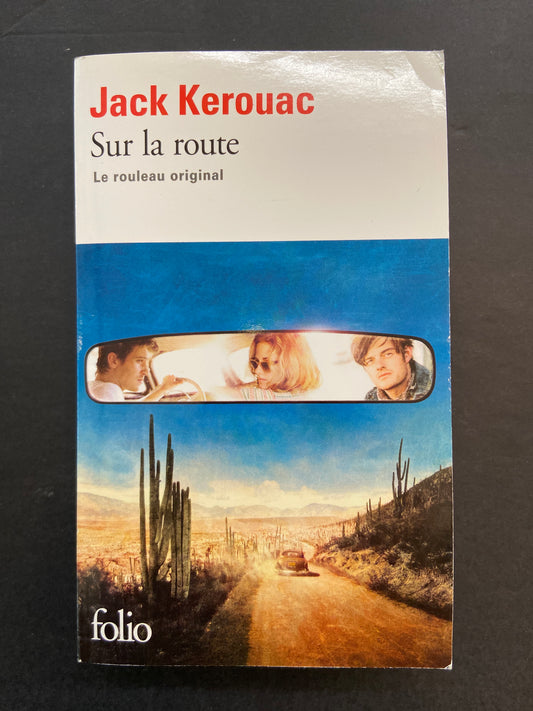 Jack Kerouac
Sur la route
Le rouleau original
folio